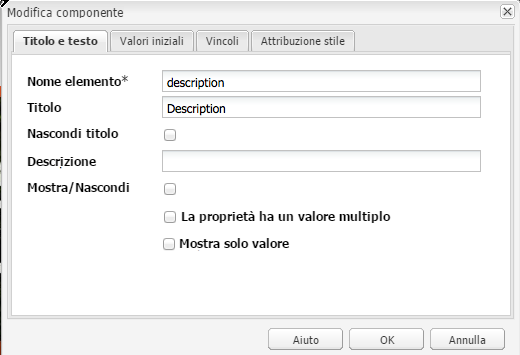 Modifica componente
Titolo e testo Valori iniziali Vincoli Attribuzione stile
Nome elemento* description
Titolo Description
Nascondi titolo
Descrizione
Mostra/Nascondi
La proprietà ha un valore multiplo
Mostra solo valore
Aiuto OK Annulla